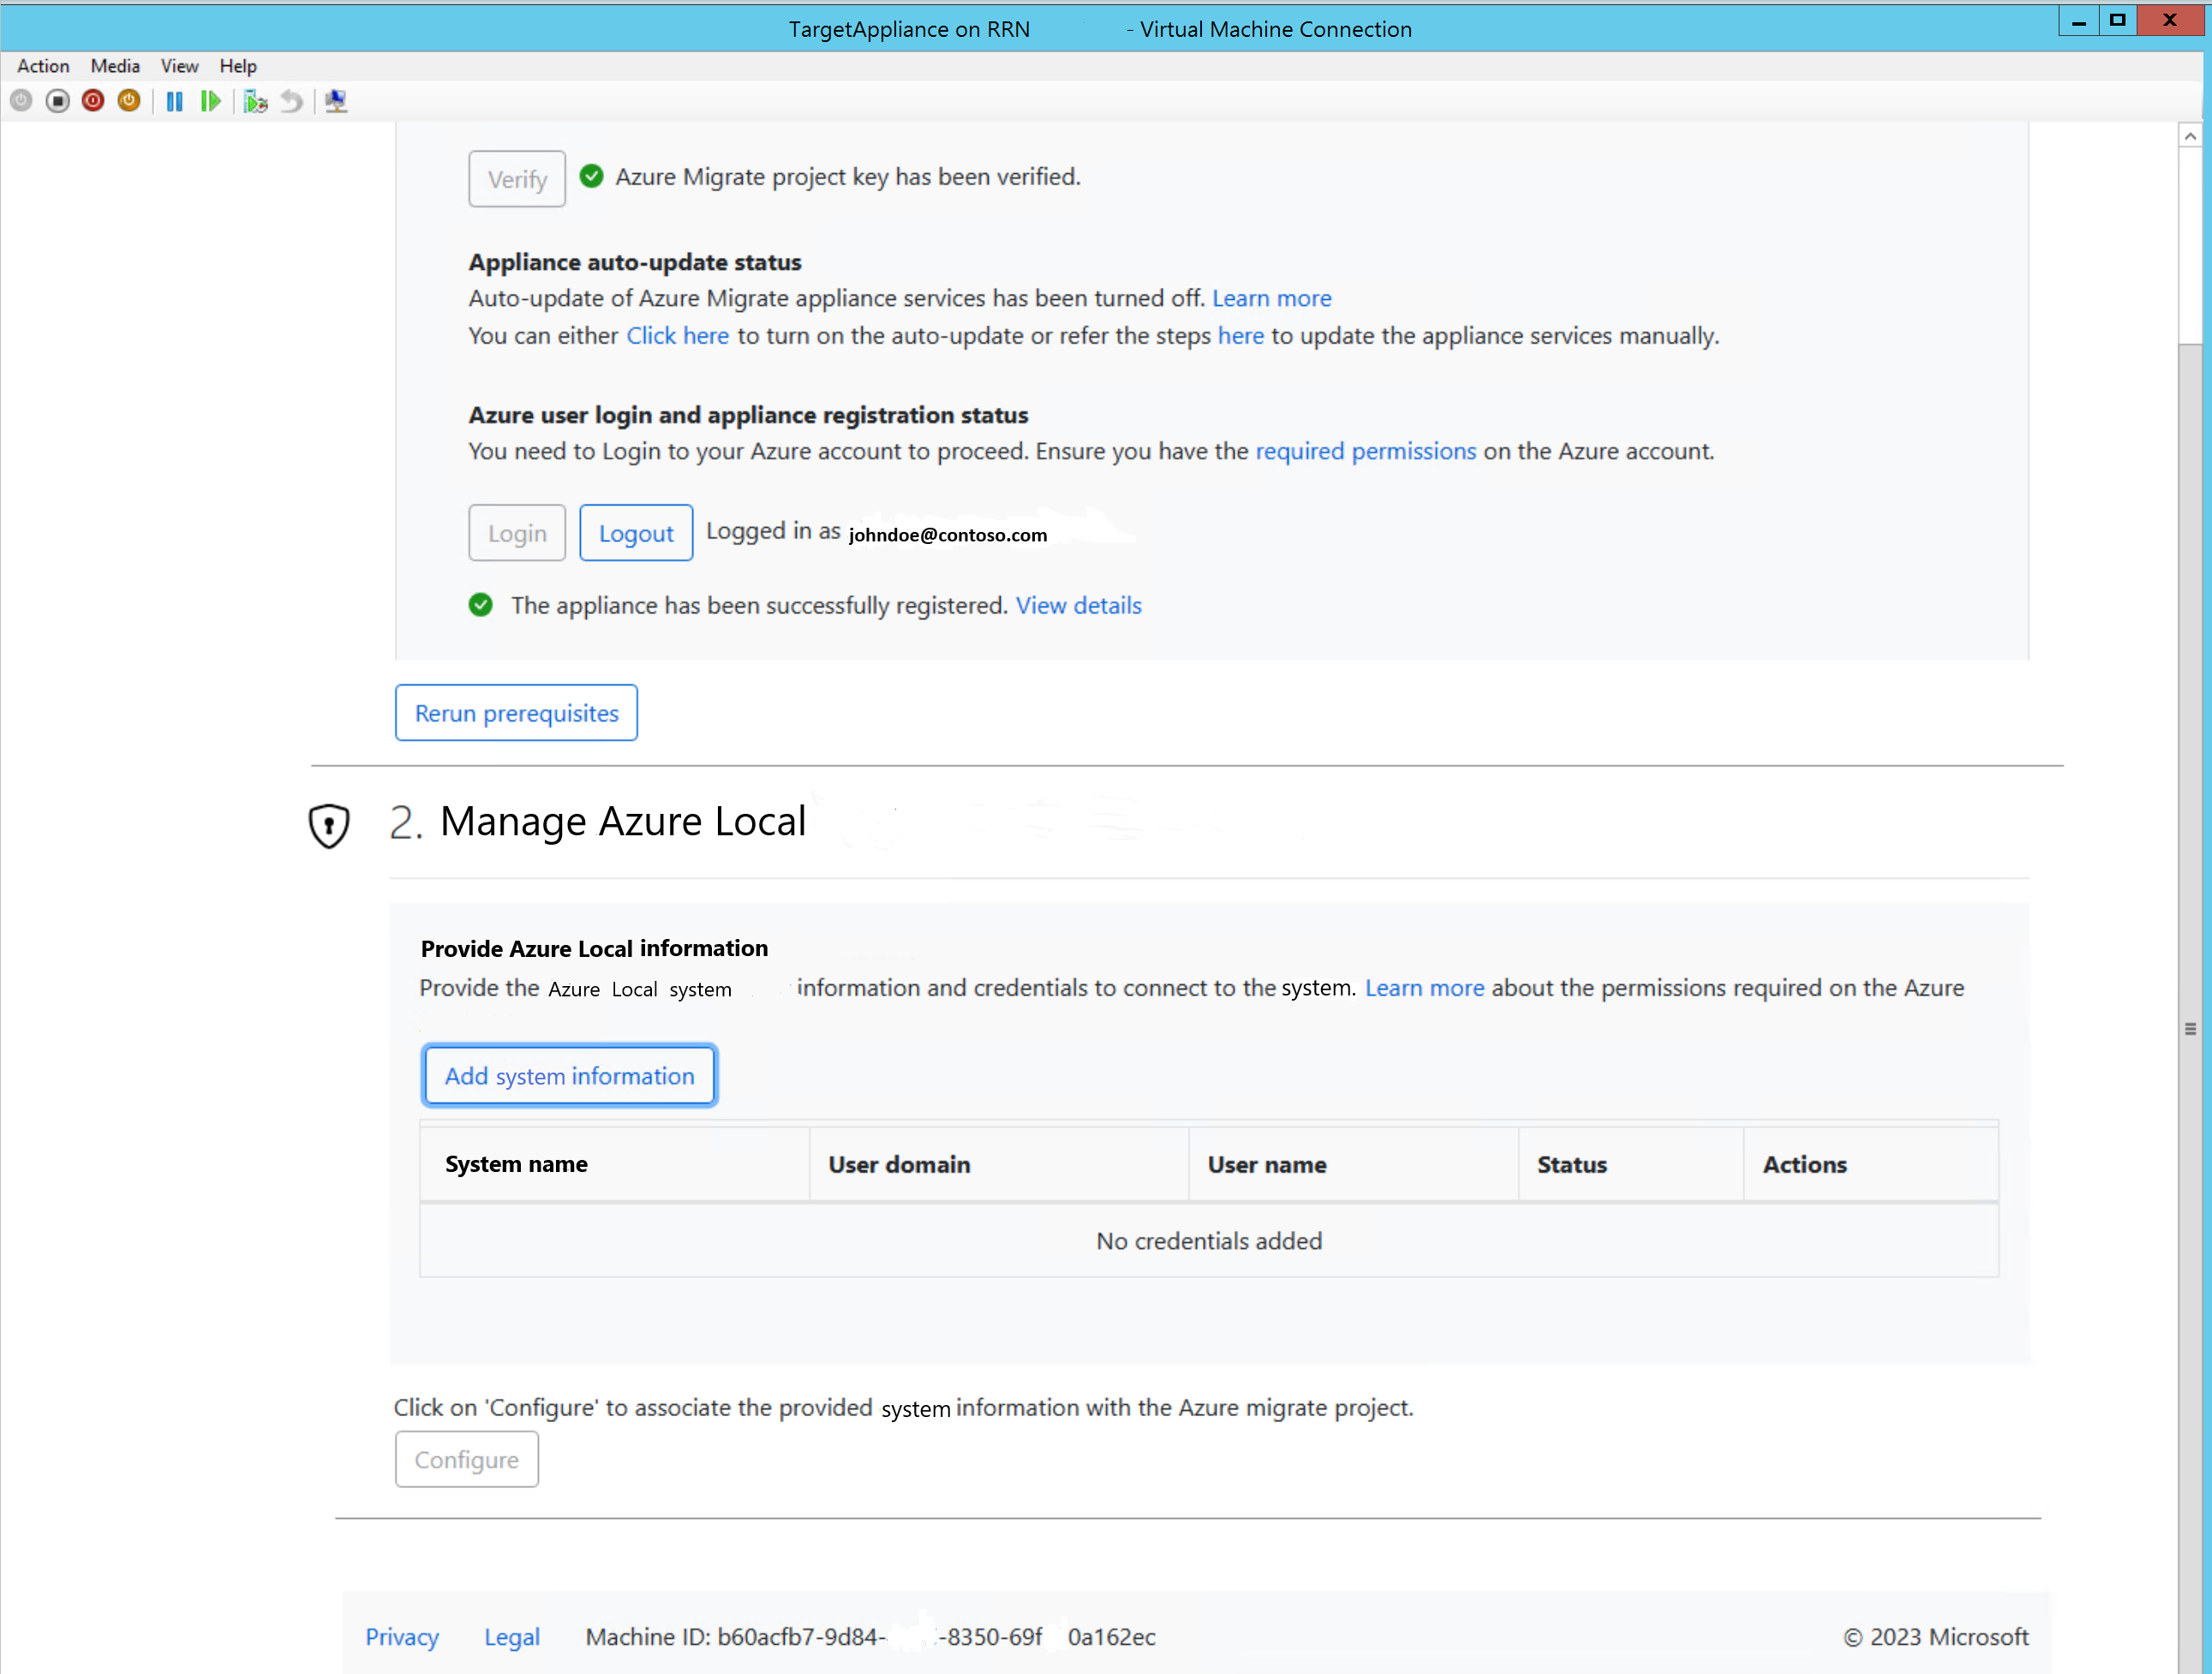 TargetAppliance on RRN - Virtual Machine Connection
Action Media View Help
Verify Azure Migrate project key has been verified.
Appliance auto-update status
Auto-update of Azure Migrate appliance services has been turned off. Learn more
You can either Click here to turn on the auto-update or refer the steps here to update the appliance services manually.
Azure user login and appliance registration status
You need to Login to your Azure account to proceed. Ensure you have the required permissions on the Azure account.
Login Logout Logged in as johndoe@contoso.com
The appliance has been successfully registered. View details
Rerun prerequisites
2. Manage Azure Local
Provide Azure Local information
Provide the Azure Local system information and credentials to connect to the system. Learn more about the permissions required on the Azure
Add system information
System name User domain User name Status Actions
No credentials added
Click on 'Configure' to associate the provided system information with the Azure migrate project.
Configure
Privacy Legal Machine ID: b60acfb7-9d84- -8350-69f 0a162ec © 2023 Microsoft